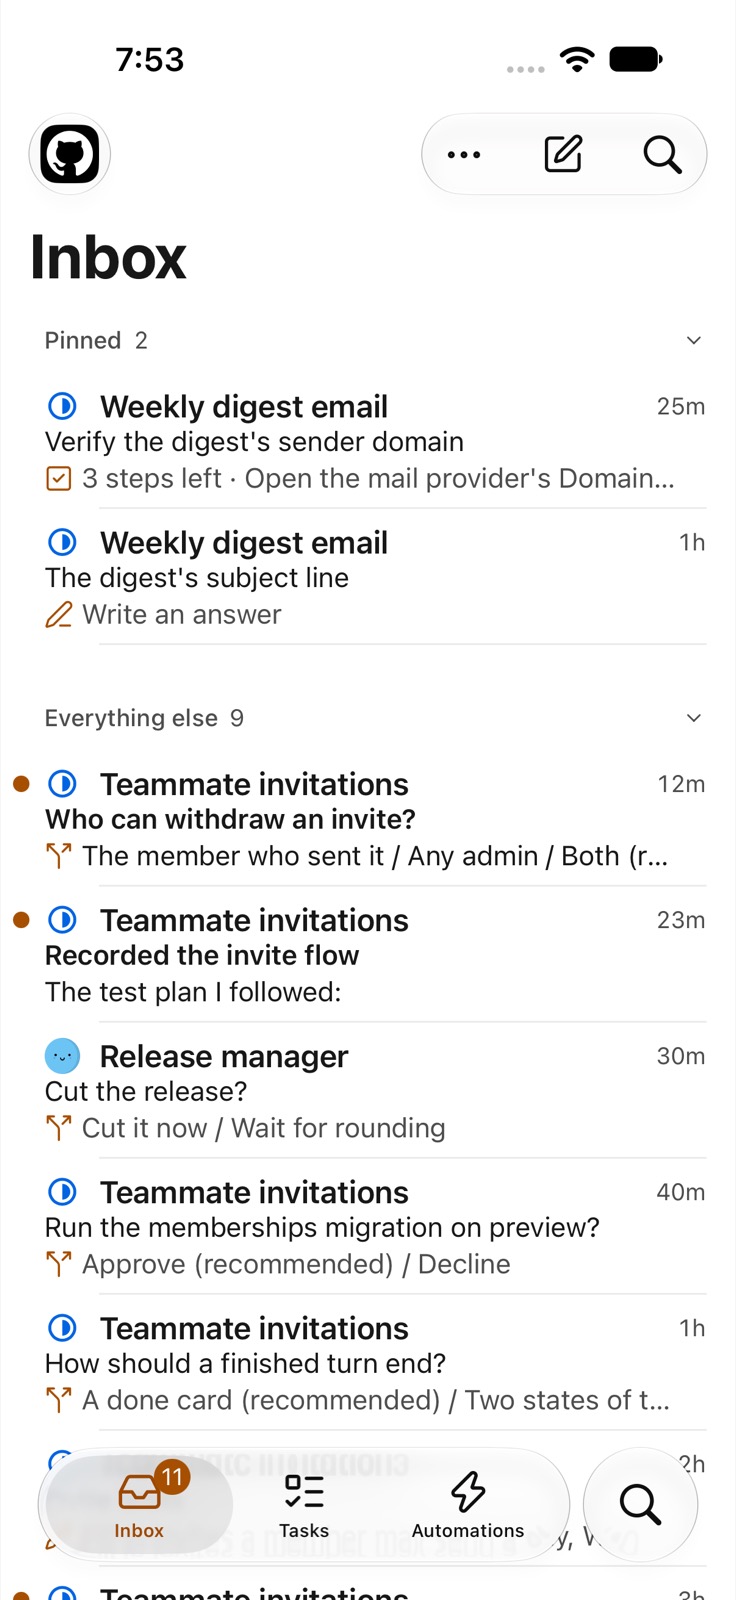 7:53
Inbox
Pinned 2
Weekly digest email 25m
Verify the digest's sender domain
3 steps left · Open the mail provider's Domain...
Weekly digest email 1h
The digest's subject line
Write an answer
Everything else 9
Teammate invitations 12m
Who can withdraw an invite?
The member who sent it / Any admin / Both (r...
Teammate invitations 23m
Recorded the invite flow
The test plan I followed:
Release manager 30m
Cut the release?
Cut it now / Wait for rounding
Teammate invitations 40m
Run the memberships migration on preview?
Approve (recommended) / Decline
Teammate invitations 1h
How should a finished turn end?
A done card (recommended) / Two states of t...
2h
11
Inbox Tasks Automations
Teammate invitations 3h